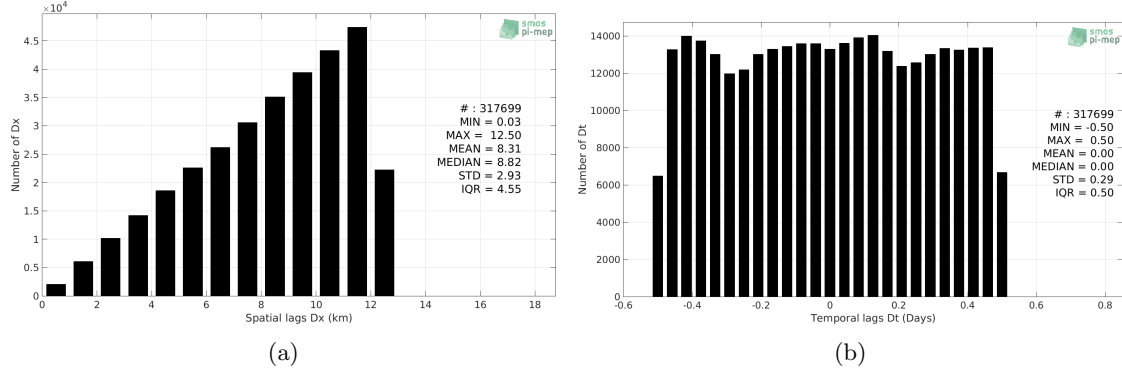 ×10⁴
4.5
4
3.5
3
2.5
2
1.5
1
0.5
0
0 2 4 6 8 10 12 14 16 18
Number of Dx
Spatial lags Dx (km)
smos
pi-mep
# : 317699
MIN = 0.03
MAX = 12.50
MEAN = 8.31
MEDIAN = 8.82
STD = 2.93
IQR = 4.55
(a)
14000
12000
10000
8000
6000
4000
2000
0
-0.6 -0.4 -0.2 0 0.2 0.4 0.6 0.8
Number of Dt
Temporal lags Dt (Days)
smos
pi-mep
# : 317699
MIN = -0.50
MAX = 0.50
MEAN = 0.00
MEDIAN = 0.00
STD = 0.29
IQR = 0.50
(b)